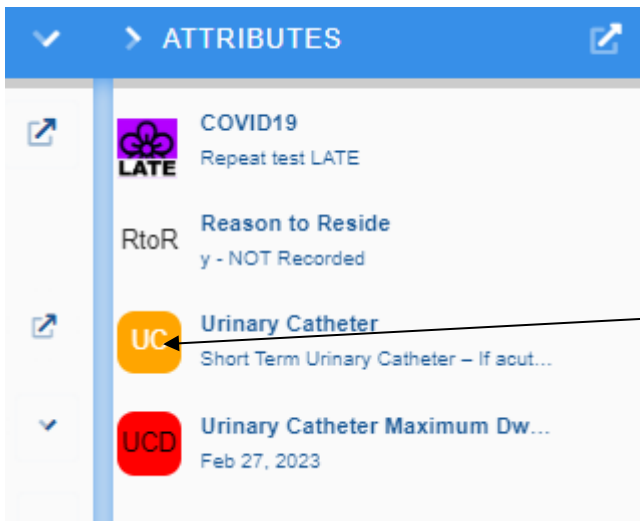 ATTRIBUTES
COVID19
LATE
Repeat test LATE
RtoR
Reason to Reside
y - NOT Recorded
UC
Urinary Catheter
Short Term Urinary Catheter – If acut...
UCD
Urinary Catheter Maximum Dw...
Feb 27, 2023